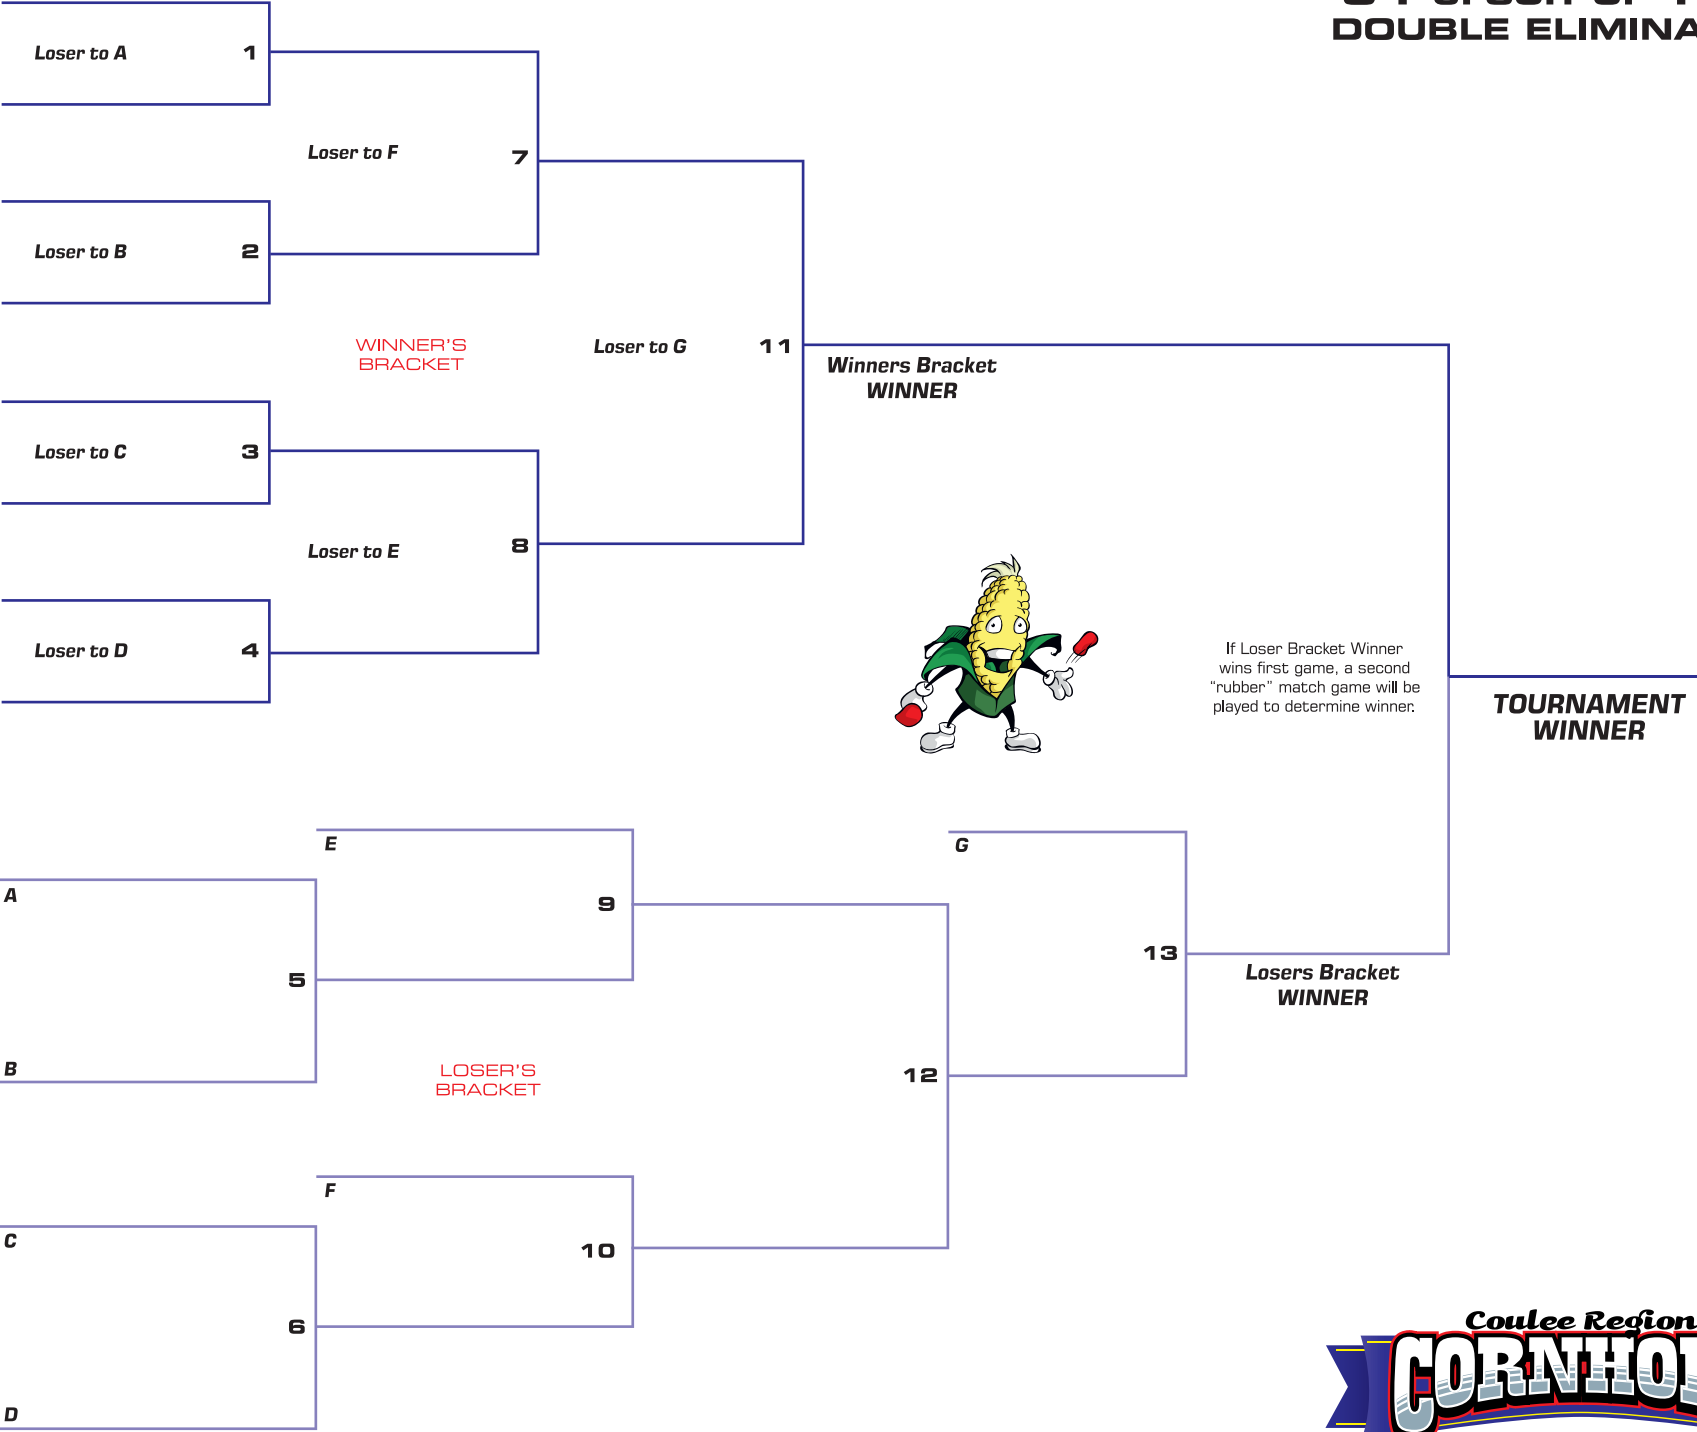 DOUBLE ELIMINA
Loser to A 1
Loser to F 7
Loser to B 2
WINNER'S
BRACKET
Loser to G 11
Winners Bracket
WINNER
Loser to C 3
Loser to E 8
Loser to D 4
If Loser Bracket Winner
wins first game, a second
“rubber” match game will be
played to determine winner.
TOURNAMENT
WINNER
E
G
A
9
13
5
Losers Bracket
WINNER
B
LOSER'S
BRACKET
12
F
C
10
6
D
Coulee Region
CORNHO